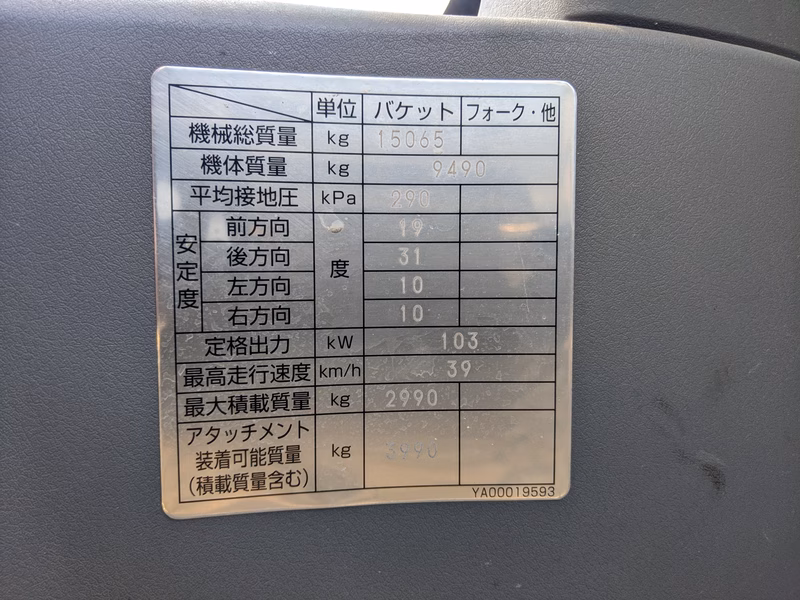 単位 バケット フォーク・他
機械総質量 kg 15065
機体質量 kg 9490
平均接地圧 kPa 290
安定度
前方向 19
後方向 31
度
左方向 10
右方向 10
定格出力 kW 103
最高走行速度 km/h 39
最大積載質量 kg 2990
アタッチメント
装着可能質量 kg 3990
(積載質量含む)
YA00019593